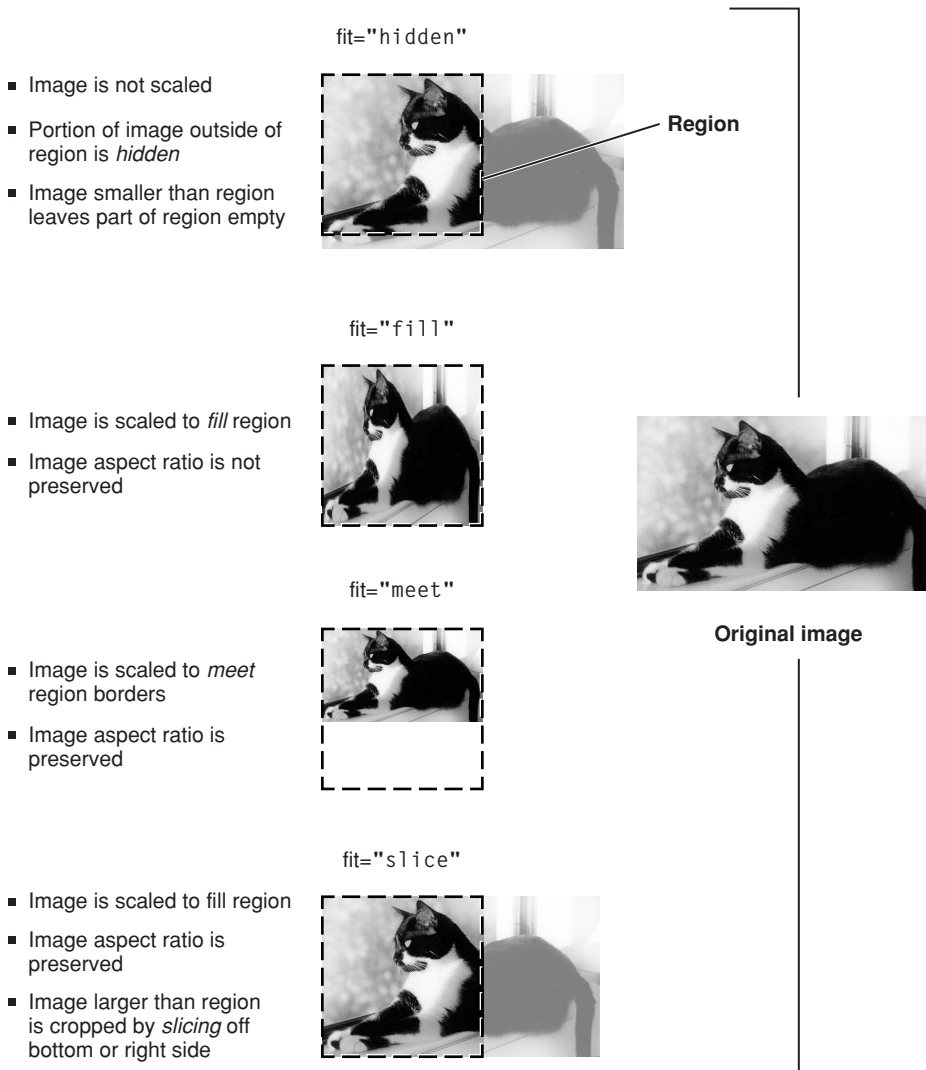 fit="hidden"
▪ Image is not scaled
▪ Portion of image outside of
region is hidden
▪ Image smaller than region
leaves part of region empty
Region
fit="fill"
▪ Image is scaled to fill region
▪ Image aspect ratio is not
preserved
Original image
fit="meet"
▪ Image is scaled to meet
region borders
▪ Image aspect ratio is
preserved
fit="slice"
▪ Image is scaled to fill region
▪ Image aspect ratio is
preserved
▪ Image larger than region
is cropped by slicing off
bottom or right side